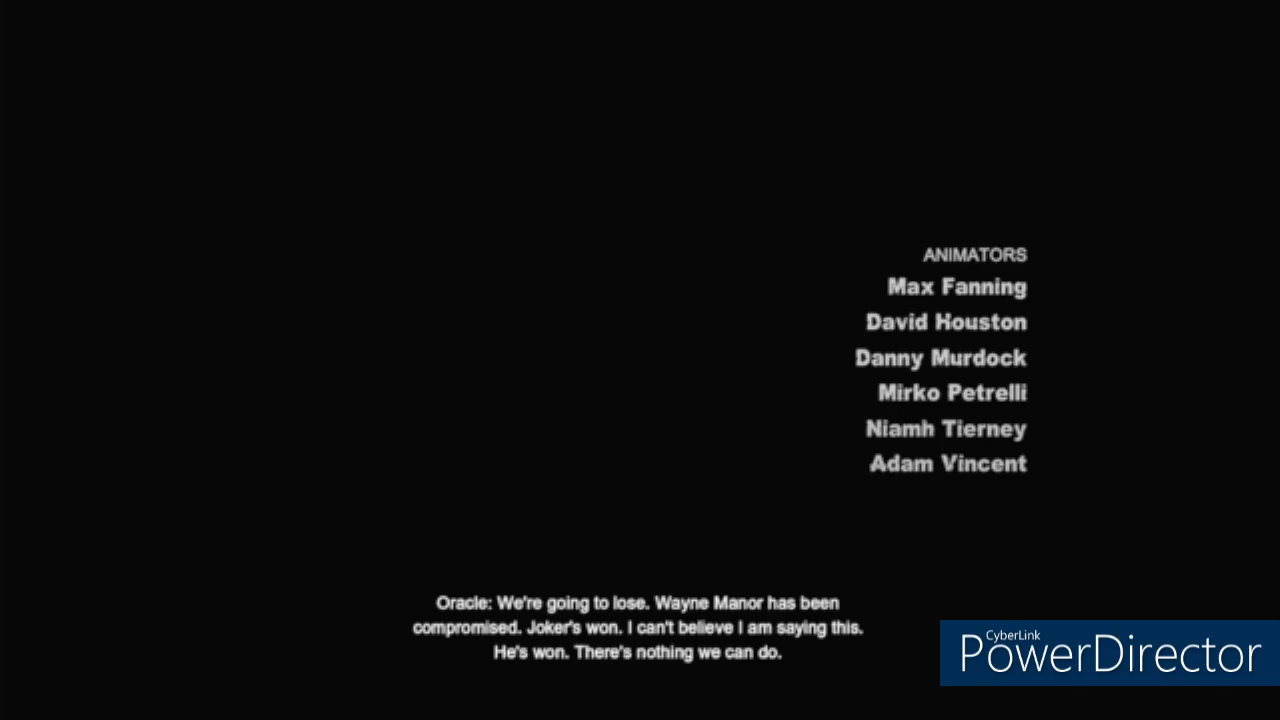 ANIMATORS
Max Fanning
David Houston
Danny Murdock
Mirko Petrelli
Niamh Tierney
Adam Vincent
Oracle: We're going to lose. Wayne Manor has been
compromised. Joker's won. I can't believe I am saying this.
He's won. There's nothing we can do.
CyberLink
PowerDirector